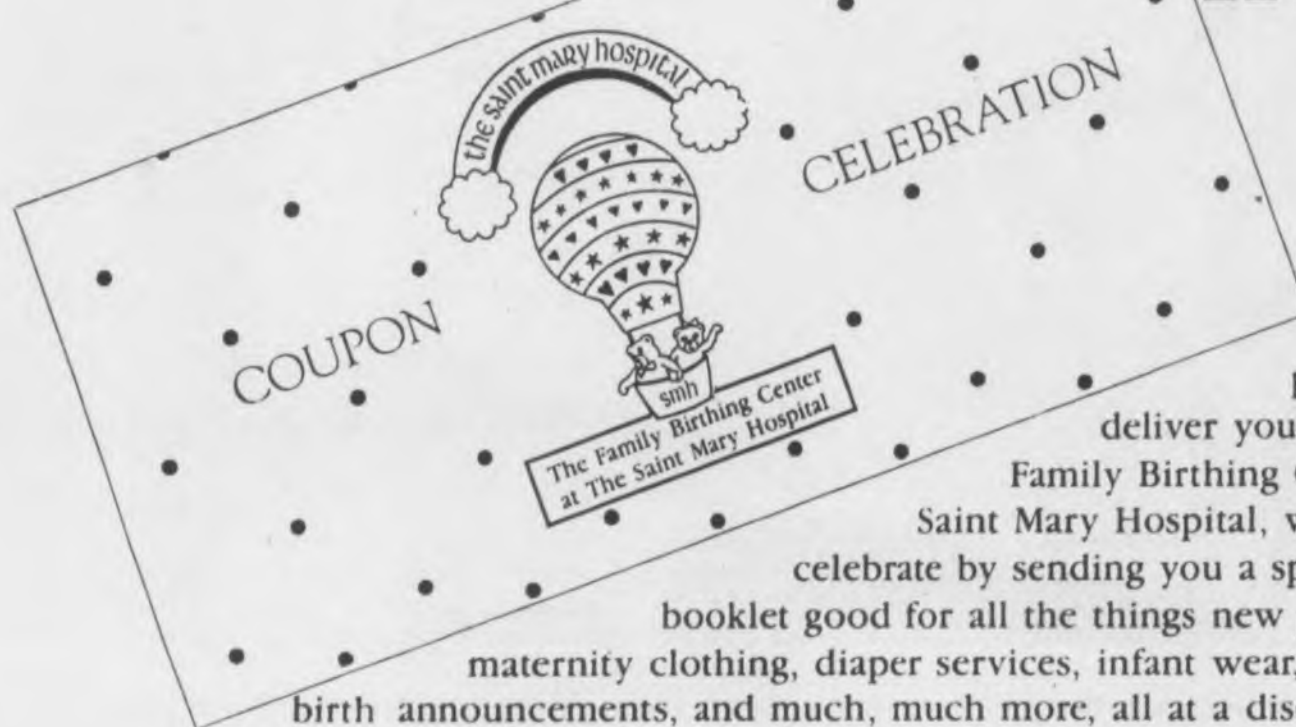 the saint mary hospital
COUPON
CELEBRATION
smh
The Family Birthing Center
at The Saint Mary Hospital
deliver you
Family Birthing
Saint Mary Hospital,
celebrate by sending you a
booklet good for all the things new
maternity clothing, diaper services, infant wear,
birth announcements, and much, much more, all at a